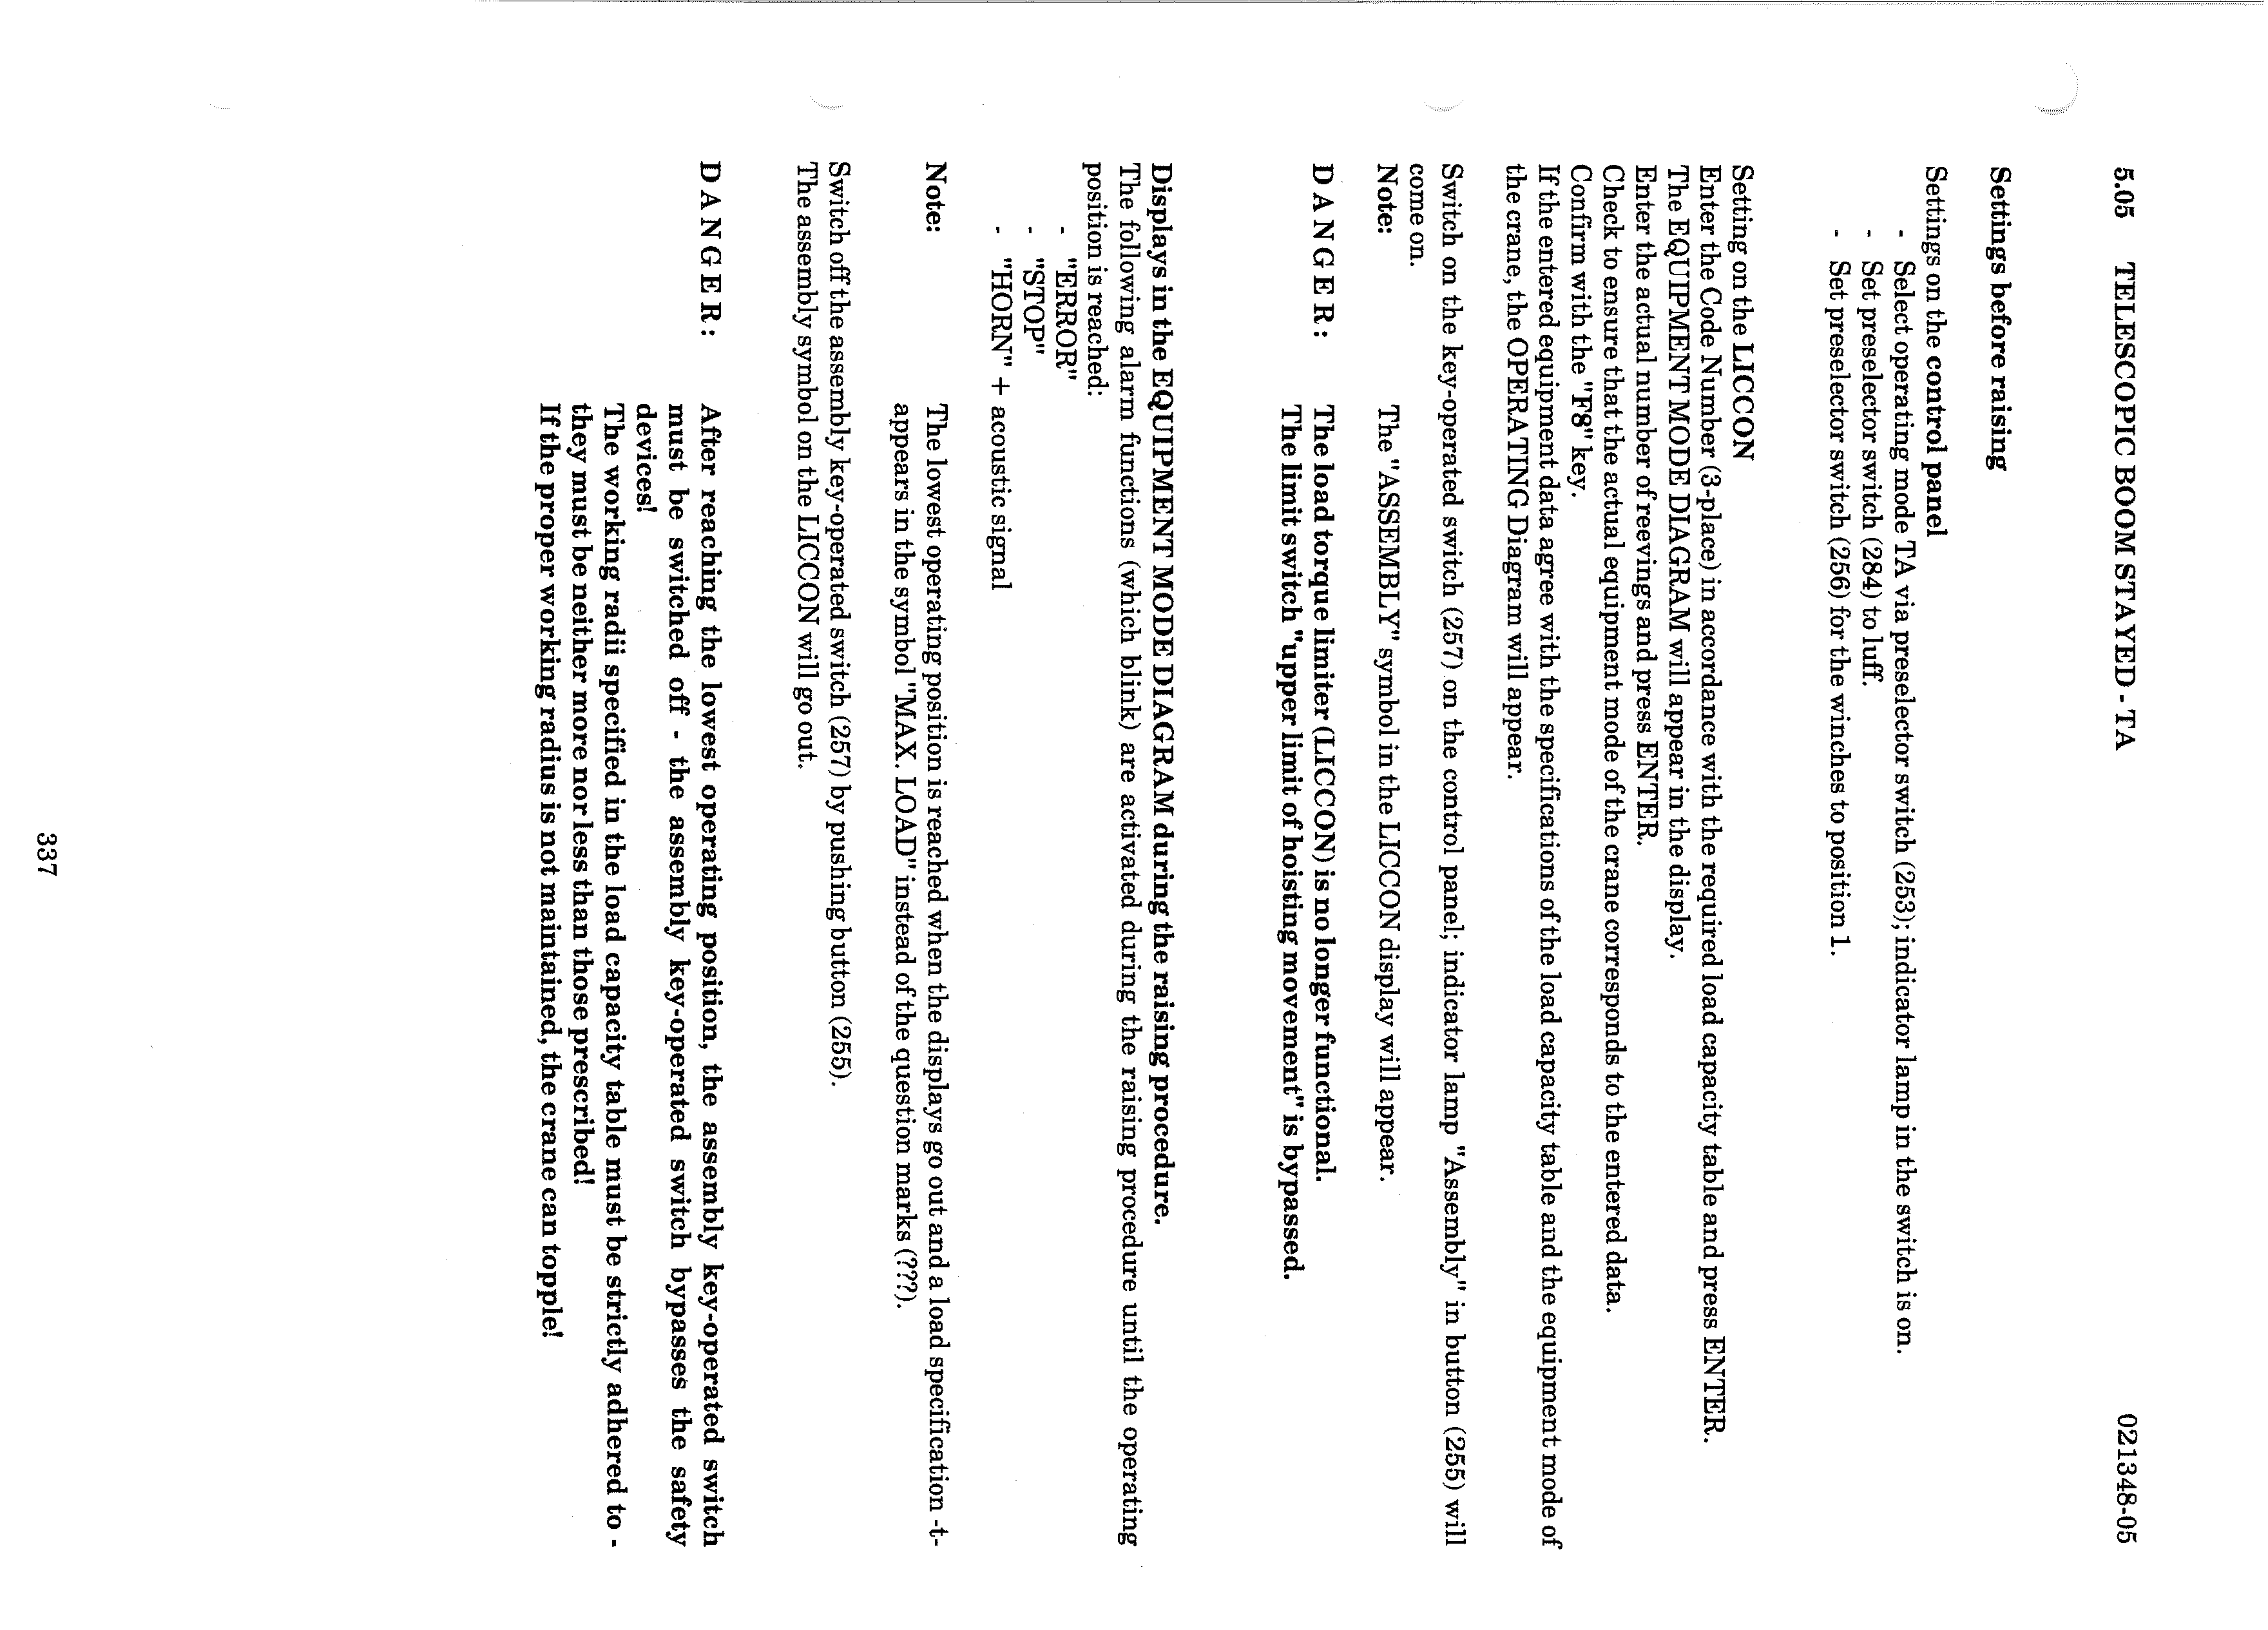 5.05 TELESCOPIC BOOM STAYED - TA 021348-05
Settings before raising
Settings on the control panel
- Select operating mode TA via preselector switch (253); indicator lamp in the switch is on.
- Set preselector switch (284) to luff.
- Set preselector switch (256) for the winches to position 1.
Setting on the LICCON
Enter the Code Number (3-place) in accordance with the required load capacity table and press ENTER.
The EQUIPMENT MODE DIAGRAM will appear in the display.
Enter the actual number of reevings and press ENTER.
Check to ensure that the actual equipment mode of the crane corresponds to the entered data.
Confirm with the "F8" key.
If the entered equipment data agree with the specifications of the load capacity table and the equipment mode of
the crane, the OPERATING Diagram will appear.
Switch on the key-operated switch (257) on the control panel; indicator lamp "Assembly" in button (255) will
come on.
Note: The "ASSEMBLY" symbol in the LICCON display will appear.
D A N G E R : The load torque limiter (LICCON) is no longer functional.
The limit switch "upper limit of hoisting movement" is bypassed.
Displays in the EQUIPMENT MODE DIAGRAM during the raising procedure.
The following alarm functions (which blink) are activated during the raising procedure until the operating
position is reached:
- "ERROR"
- "STOP"
- "HORN" + acoustic signal
Note: The lowest operating position is reached when the displays go out and a load specification -t-
appears in the symbol "MAX. LOAD" instead of the question marks (???).
Switch off the assembly key-operated switch (257) by pushing button (255).
The assembly symbol on the LICCON will go out.
D A N G E R : After reaching the lowest operating position, the assembly key-operated switch
must be switched off - the assembly key-operated switch bypasses the safety
devices!
The working radii specified in the load capacity table must be strictly adhered to -
they must be neither more nor less than those prescribed!
If the proper working radius is not maintained, the crane can topple!
337